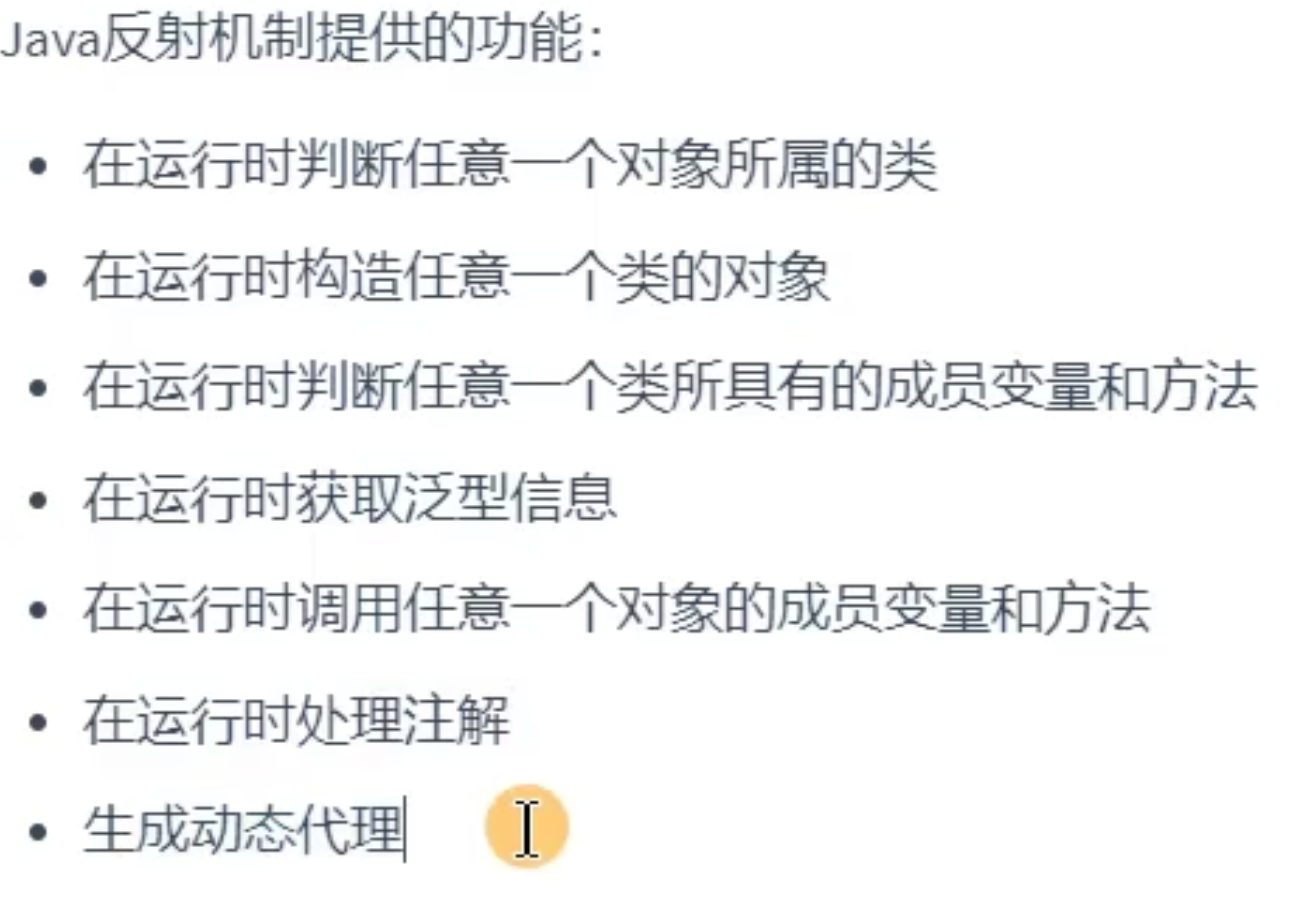 Java反射机制提供的功能：
• 在运行时判断任意一个对象所属的类
• 在运行时构造任意一个类的对象
• 在运行时判断任意一个类所具有的成员变量和方法
• 在运行时获取泛型信息
• 在运行时调用任意一个对象的成员变量和方法
• 在运行时处理注解
• 生成动态代理